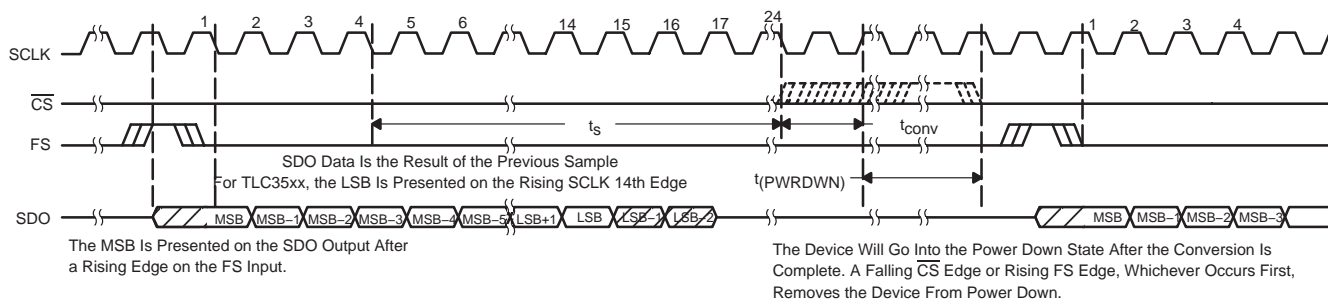 1 2 3 4 5 6 14 15 16 17 24 1 2 3 4
SCLK
CS
FS
ts
tconv
SDO Data Is the Result of the Previous Sample
For TLC35xx, the LSB Is Presented on the Rising SCLK 14th Edge
t(PWRDWN)
SDO
MSB MSB–1 MSB–2 MSB–3 MSB–4 MSB–5 LSB+1 LSB LSB–1 LSB–2 MSB MSB–1 MSB–2 MSB–3
The MSB Is Presented on the SDO Output After
a Rising Edge on the FS Input.
The Device Will Go Into the Power Down State After the Conversion Is
Complete. A Falling CS Edge or Rising FS Edge, Whichever Occurs First,
Removes the Device From Power Down.